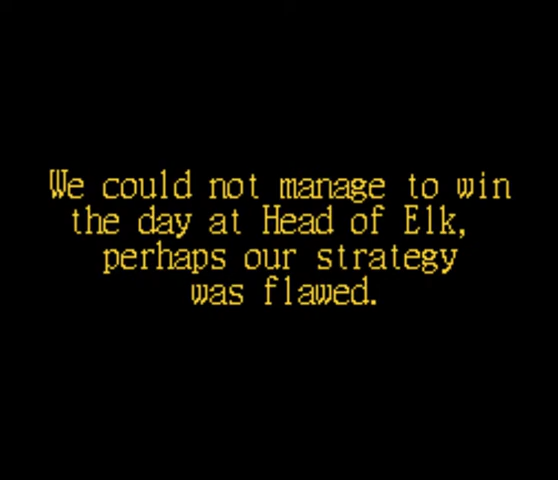 We could not manage to win
the day at Head of Elk,
perhaps our strategy
was flawed.